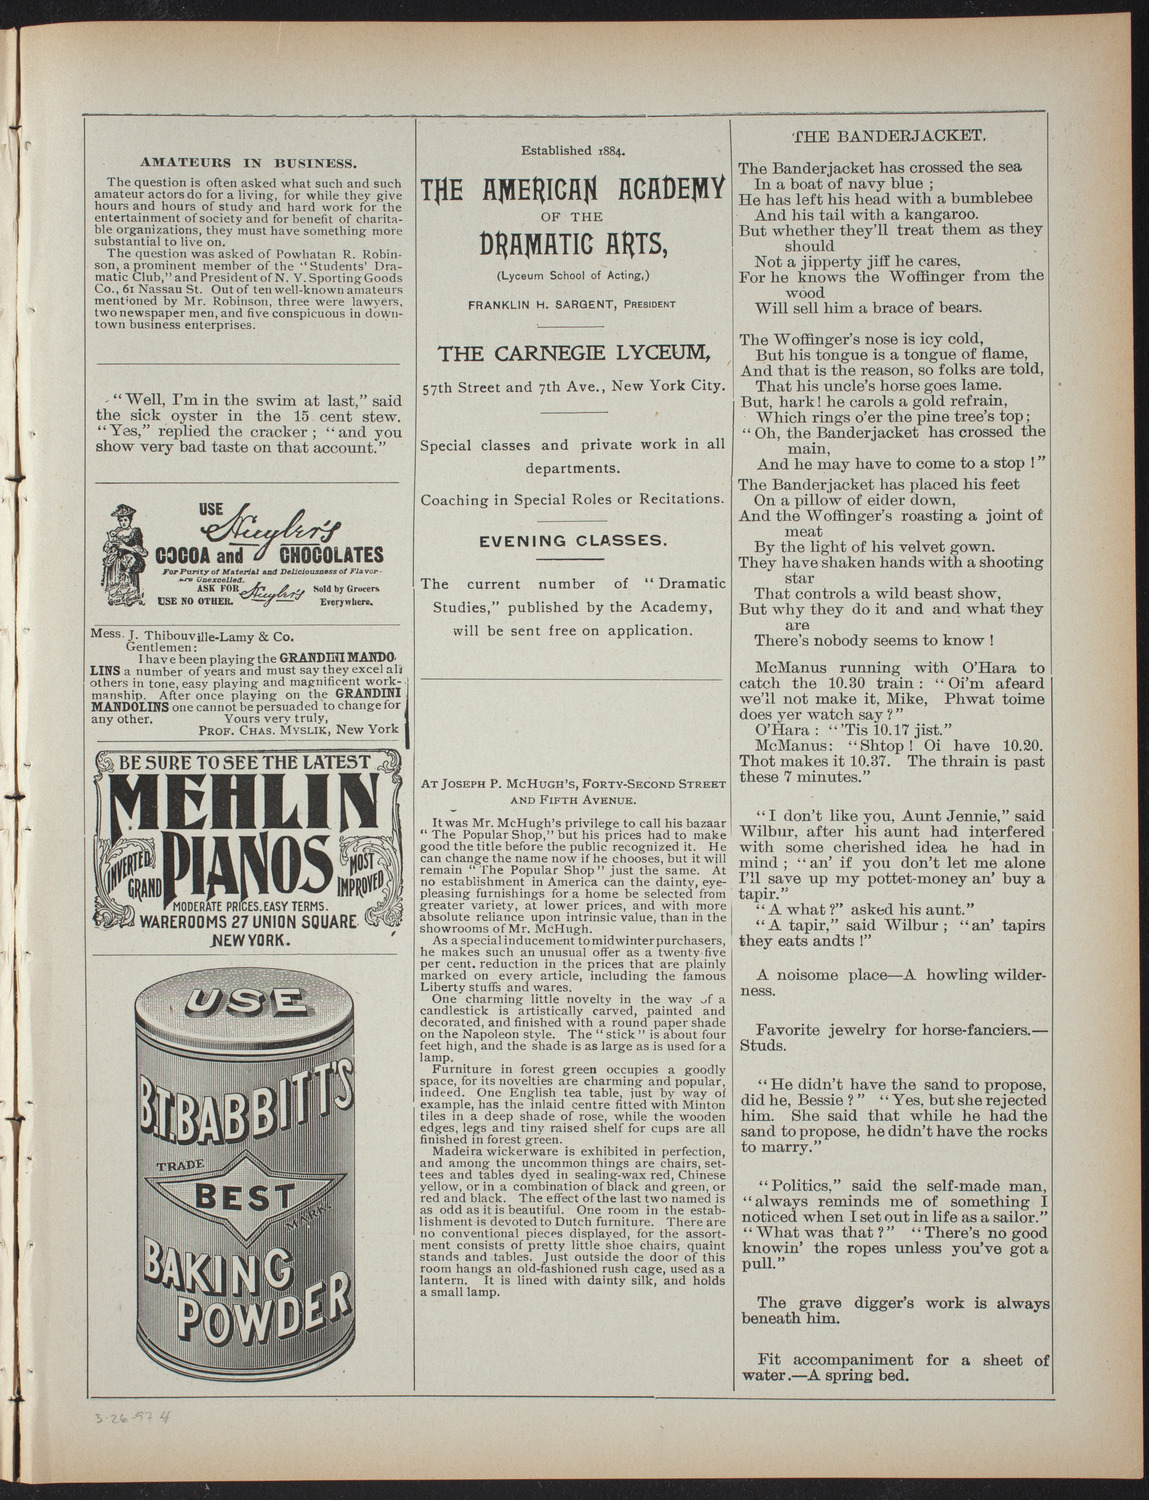 AMATEURS IN BUSINESS.
The question is often asked what such and such
amateur actors do for a living, for while they give
hours and hours of study and hard work for the
entertainment of society and for benefit of charita-
ble organizations, they must have something more
substantial to live on.
The question was asked of Powhatan R. Robin-
son, a prominent member of the "Students' Dra-
matic Club," and President of N. Y. Sporting Goods
Co., 61 Nassau St. Out of ten well-known amateurs
mentioned by Mr. Robinson, three were lawyers,
two newspaper men, and five conspicuous in down-
town business enterprises.
"Well, I'm in the swim at last," said
the sick oyster in the 15 cent stew.
"Yes," replied the cracker; "and you
show very bad taste on that account."
USE
Huyler's
COCOA and CHOCOLATES
For Purity of Material and Deliciousness of Flavor
are Unexcelled.
ASK FOR Huyler's Sold by Grocers
USE NO OTHER. Everywhere.
Mess. J. Thibouville-Lamy & Co.
Gentlemen:
I have been playing the GRANDINI MANDO-
LINS a number of years and must say they excel all
others in tone, easy playing and magnificent work-
manship. After once playing on the GRANDINI
MANDOLINS one cannot be persuaded to change for
any other. Yours very truly,
PROF. CHAS. MYSLIK, New York
BE SURE TO SEE THE LATEST
MEHLIN
PIANOS
INVERTED
GRAND
MOST
IMPROVED
MODERATE PRICES. EASY TERMS.
WAREROOMS 27 UNION SQUARE
NEW YORK.
USE
B.T. BABBITT'S
TRADE
BEST
MARK.
BAKING
POWDER
3-26-97 4
Established 1884.
THE AMERICAN ACADEMY
OF THE
DRAMATIC ARTS,
(Lyceum School of Acting,)
FRANKLIN H. SARGENT, PRESIDENT
THE CARNEGIE LYCEUM,
57th Street and 7th Ave., New York City.
Special classes and private work in all
departments.
Coaching in Special Roles or Recitations.
EVENING CLASSES.
The current number of "Dramatic
Studies," published by the Academy,
will be sent free on application.
AT JOSEPH P. MCHUGH'S, FORTY-SECOND STREET
AND FIFTH AVENUE.
It was Mr. McHugh's privilege to call his bazaar
"The Popular Shop," but his prices had to make
good the title before the public recognized it. He
can change the name now if he chooses, but it will
remain "The Popular Shop" just the same. At
no establishment in America can the dainty, eye-
pleasing furnishings for a home be selected from
greater variety, at lower prices, and with more
absolute reliance upon intrinsic value, than in the
showrooms of Mr. McHugh.
As a special inducement to midwinter purchasers,
he makes such an unusual offer as a twenty-five
per cent. reduction in the prices that are plainly
marked on every article, including the famous
Liberty stuffs and wares.
One charming little novelty in the way of a
candlestick is artistically carved, painted and
decorated, and finished with a round paper shade
on the Napoleon style. The "stick" is about four
feet high, and the shade is as large as is used for a
lamp.
Furniture in forest green occupies a goodly
space, for its novelties are charming and popular,
indeed. One English tea table, just by way of
example, has the inlaid centre fitted with Minton
tiles in a deep shade of rose, while the wooden
edges, legs and tiny raised shelf for cups are all
finished in forest green.
Madeira wickerware is exhibited in perfection,
and among the uncommon things are chairs, set-
tees and tables dyed in sealing-wax red, Chinese
yellow, or in a combination of black and green, or
red and black. The effect of the last two named is
as odd as it is beautiful. One room in the estab-
lishment is devoted to Dutch furniture. There are
no conventional pieces displayed, for the assort-
ment consists of pretty little shoe chairs, quaint
stands and tables. Just outside the door of this
room hangs an old-fashioned rush cage, used as a
lantern. It is lined with dainty silk, and holds
a small lamp.
THE BANDERJACKET.
The Banderjacket has crossed the sea
In a boat of navy blue;
He has left his head with a bumblebee
And his tail with a kangaroo.
But whether they'll treat them as they
should
Not a jipperty jiff he cares,
For he knows the Woffinger from the
wood
Will sell him a brace of bears.
The Woffinger's nose is icy cold,
But his tongue is a tongue of flame,
And that is the reason, so folks are told,
That his uncle's horse goes lame.
But, hark! he carols a gold refrain,
Which rings o'er the pine tree's top;
"Oh, the Banderjacket has crossed the
main,
And he may have to come to a stop!"
The Banderjacket has placed his feet
On a pillow of eider down,
And the Woffinger's roasting a joint of
meat
By the light of his velvet gown.
They have shaken hands with a shooting
star
That controls a wild beast show,
But why they do it and and what they
are
There's nobody seems to know!
McManus running with O'Hara to
catch the 10.30 train: "Oi'm afeard
we'll not make it, Mike, Phwat toime
does yer watch say?"
O'Hara: "'Tis 10.17 jist."
McManus: "Shtop! Oi have 10.20.
Thot makes it 10.37. The thrain is past
these 7 minutes."
"I don't like you, Aunt Jennie," said
Wilbur, after his aunt had interfered
with some cherished idea he had in
mind; "an' if you don't let me alone
I'll save up my pottet-money an' buy a
tapir."
"A what?" asked his aunt."
"A tapir," said Wilbur; "an' tapirs
they eats andts!"
A noisome place—A howling wilder-
ness.
Favorite jewelry for horse-fanciers.—
Studs.
"He didn't have the sand to propose,
did he, Bessie?" "Yes, but she rejected
him. She said that while he had the
sand to propose, he didn't have the rocks
to marry."
"Politics," said the self-made man,
"always reminds me of something I
noticed when I set out in life as a sailor."
"What was that?" "There's no good
knowin' the ropes unless you've got a
pull."
The grave digger's work is always
beneath him.
Fit accompaniment for a sheet of
water.—A spring bed.